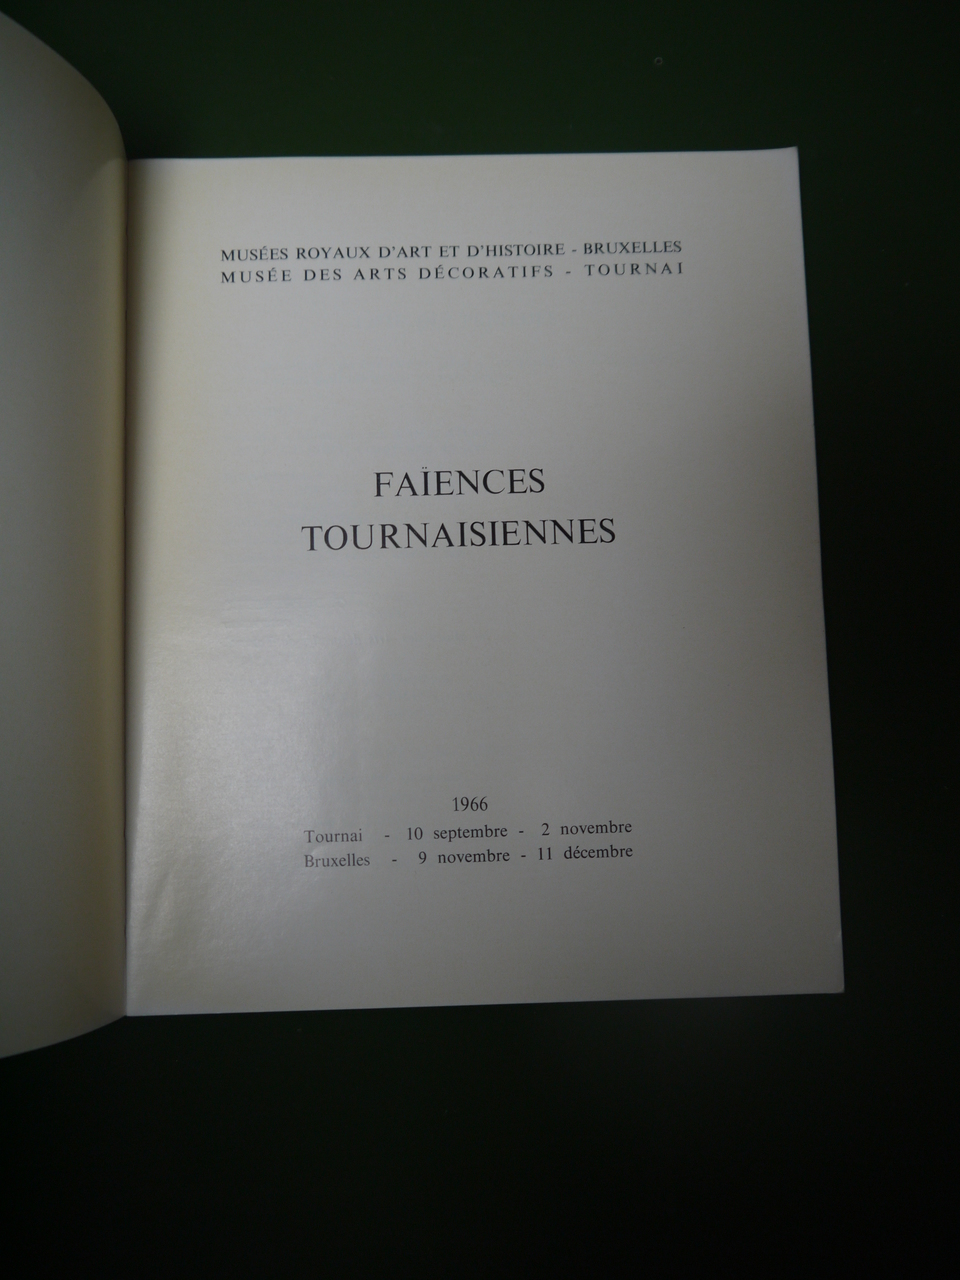 MUSÉES ROYAUX D'ART ET D'HISTOIRE - BRUXELLES
MUSÉE DES ARTS DÉCORATIFS - TOURNAI
FAÏENCES
TOURNAISIENNES
1966
Tournai - 10 septembre - 2 novembre
Bruxelles - 9 novembre - 11 décembre